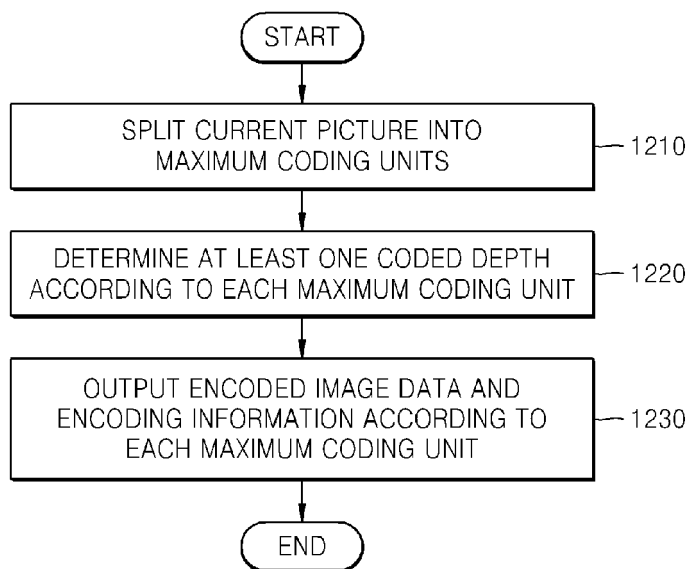 START
SPLIT CURRENT PICTURE INTO
MAXIMUM CODING UNITS
1210
DETERMINE AT LEAST ONE CODED DEPTH
ACCORDING TO EACH MAXIMUM CODING UNIT
1220
OUTPUT ENCODED IMAGE DATA AND
ENCODING INFORMATION ACCORDING TO
EACH MAXIMUM CODING UNIT
1230
END